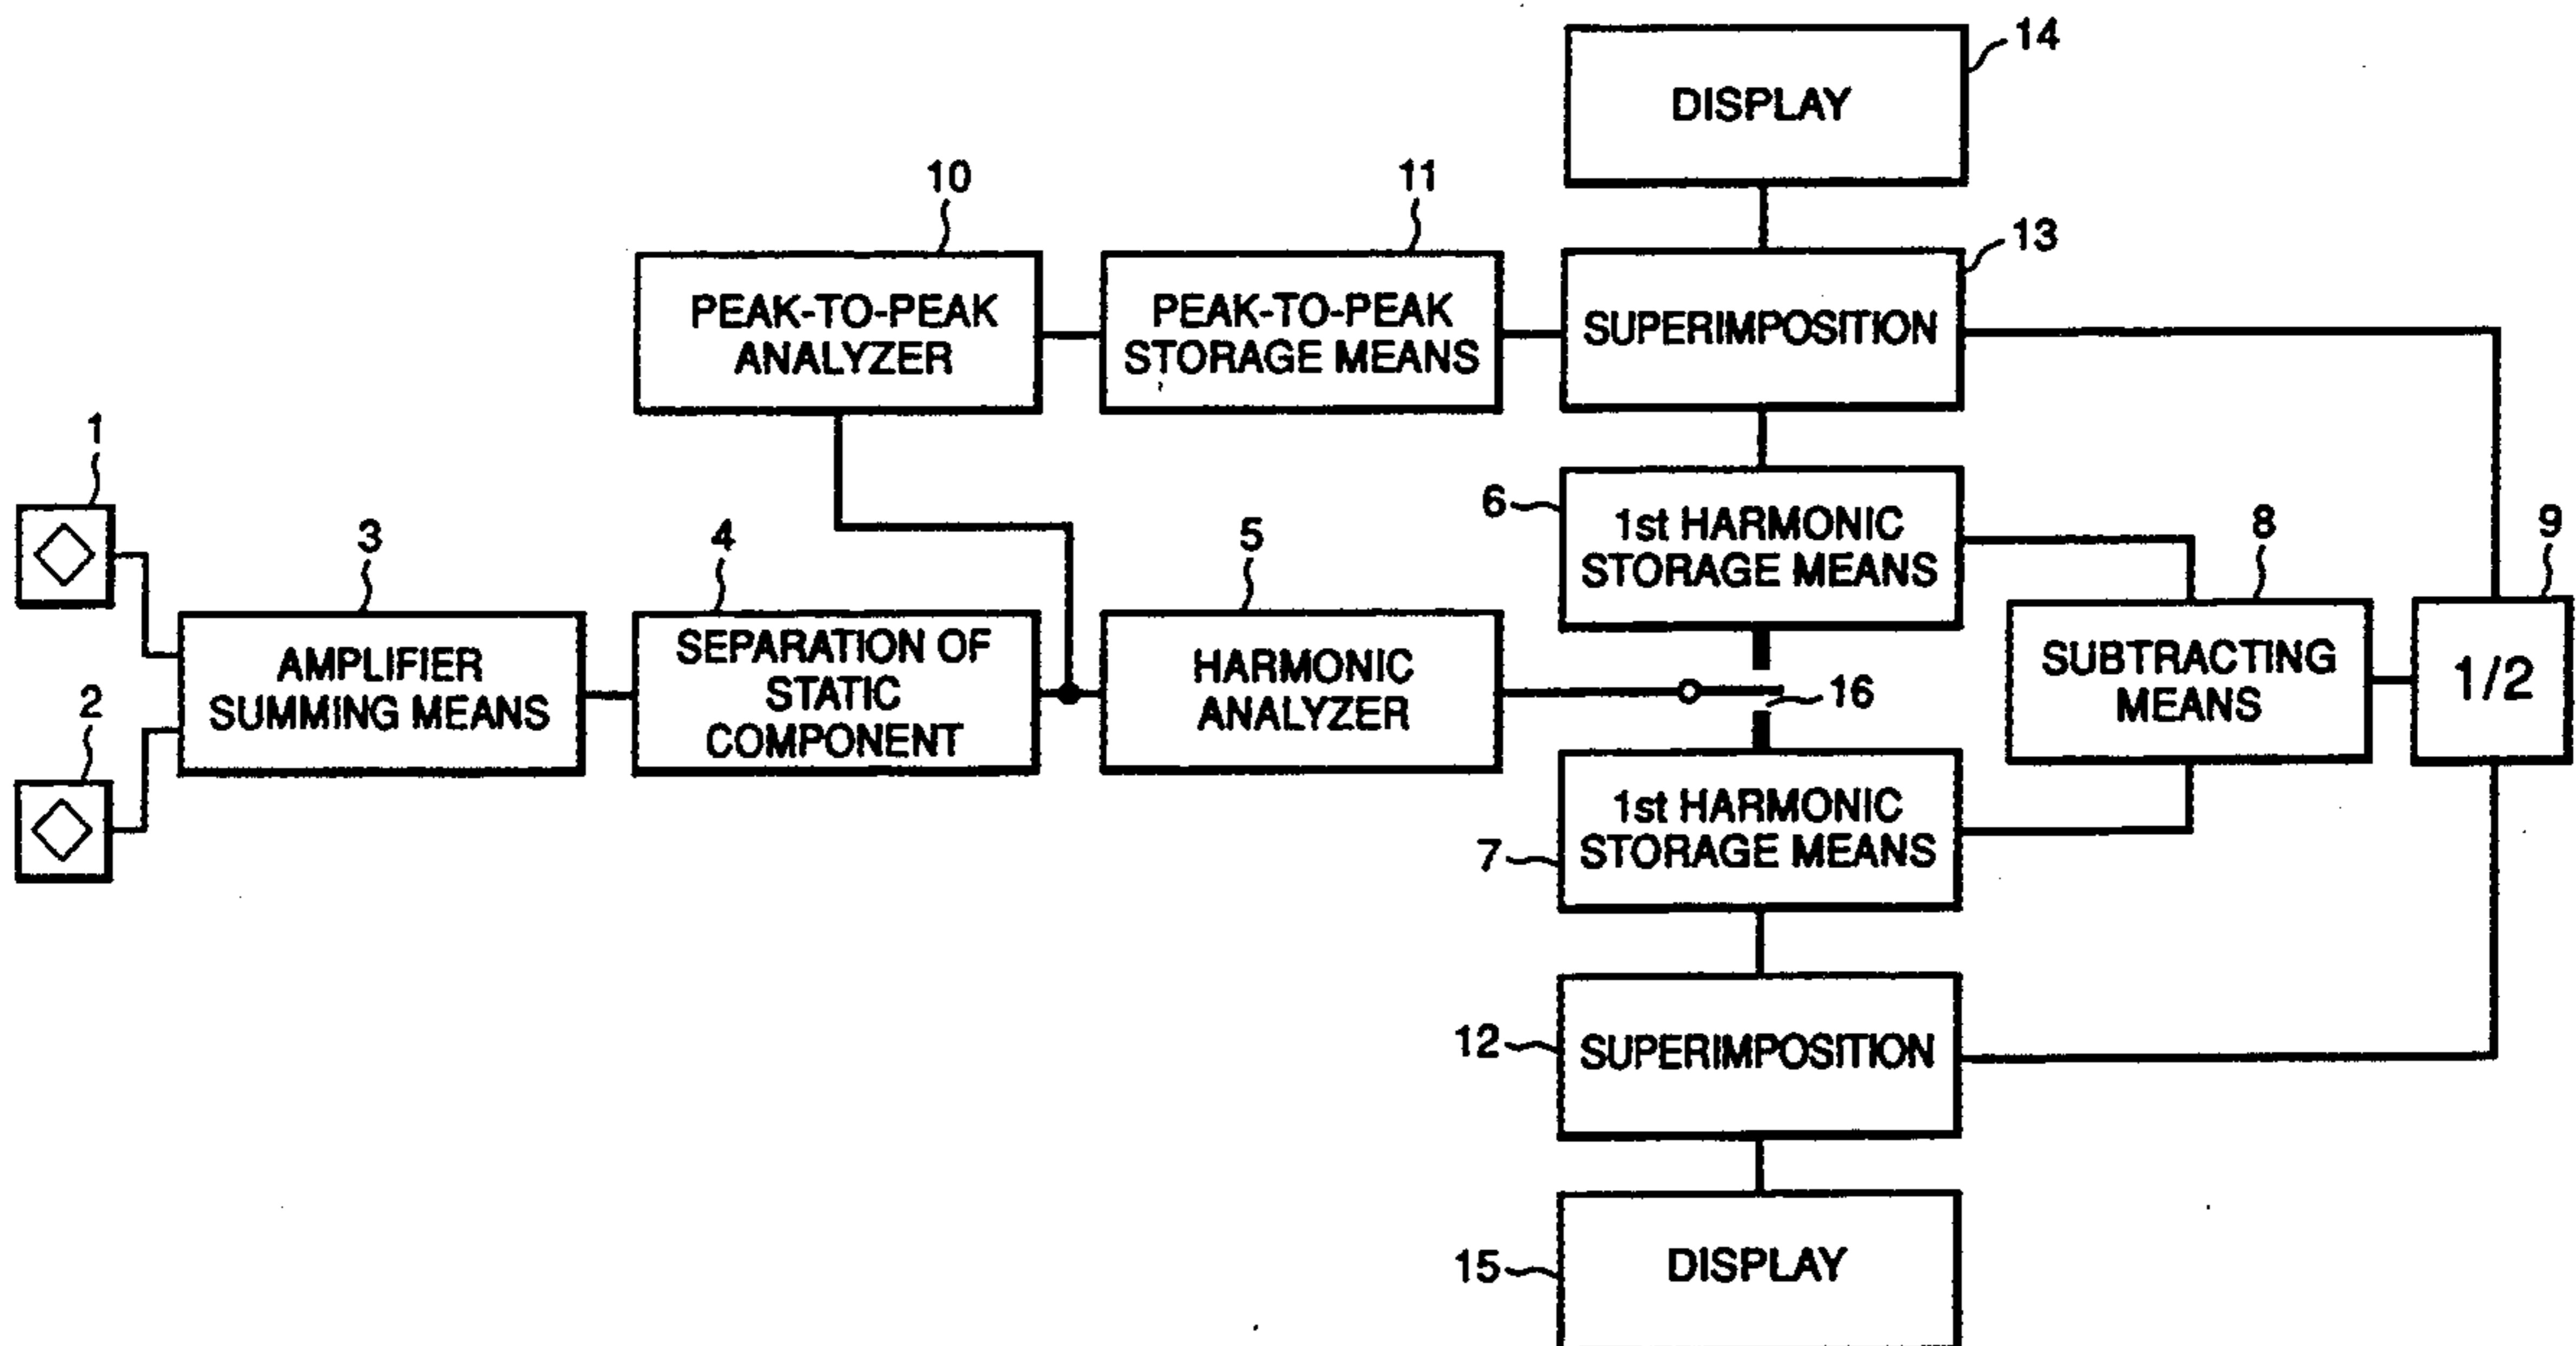 14
DISPLAY
10
11
13
PEAK-TO-PEAK
ANALYZER
PEAK-TO-PEAK
STORAGE MEANS
SUPERIMPOSITION
1
3
4
5
6
1st HARMONIC
STORAGE MEANS
8
9
AMPLIFIER
SUMMING MEANS
SEPARATION OF
STATIC
COMPONENT
HARMONIC
ANALYZER
16
SUBTRACTING
MEANS
1/2
2
7
1st HARMONIC
STORAGE MEANS
12
SUPERIMPOSITION
15
DISPLAY